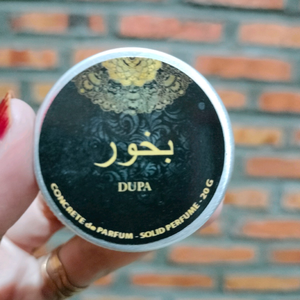 بخور
DUPA
CONCRETE de PARFUM - SOLID PERFUME - 20 G